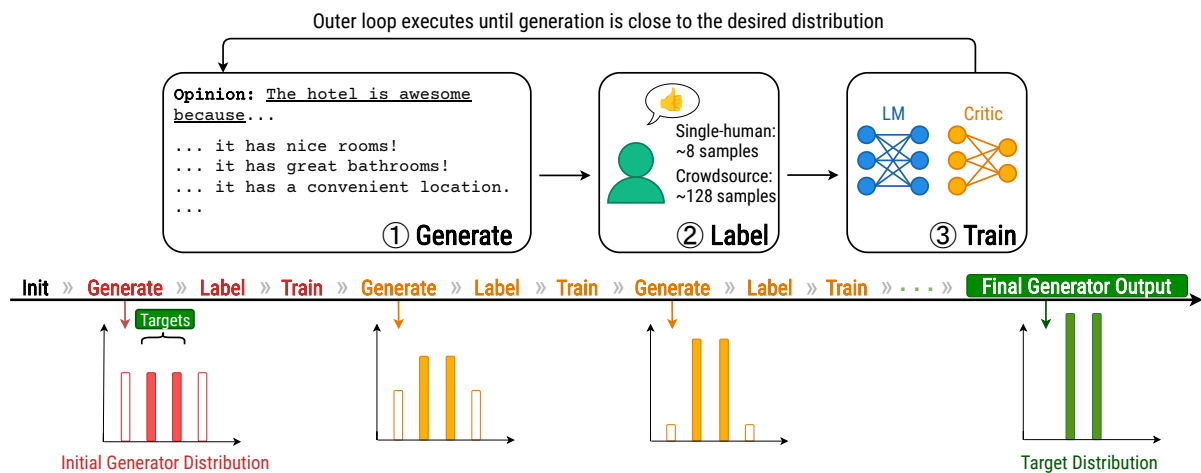 Outer loop executes until generation is close to the desired distribution
Opinion: The hotel is awesome
because...
... it has nice rooms!
... it has great bathrooms!
... it has a convenient location.
...
① Generate
Single-human:
~8 samples
Crowdsource:
~128 samples
② Label
LM
Critic
③ Train
Init » Generate » Label » Train » Generate » Label » Train » Generate » Label » Train » · · · » Final Generator Output
Targets
Initial Generator Distribution
Target Distribution